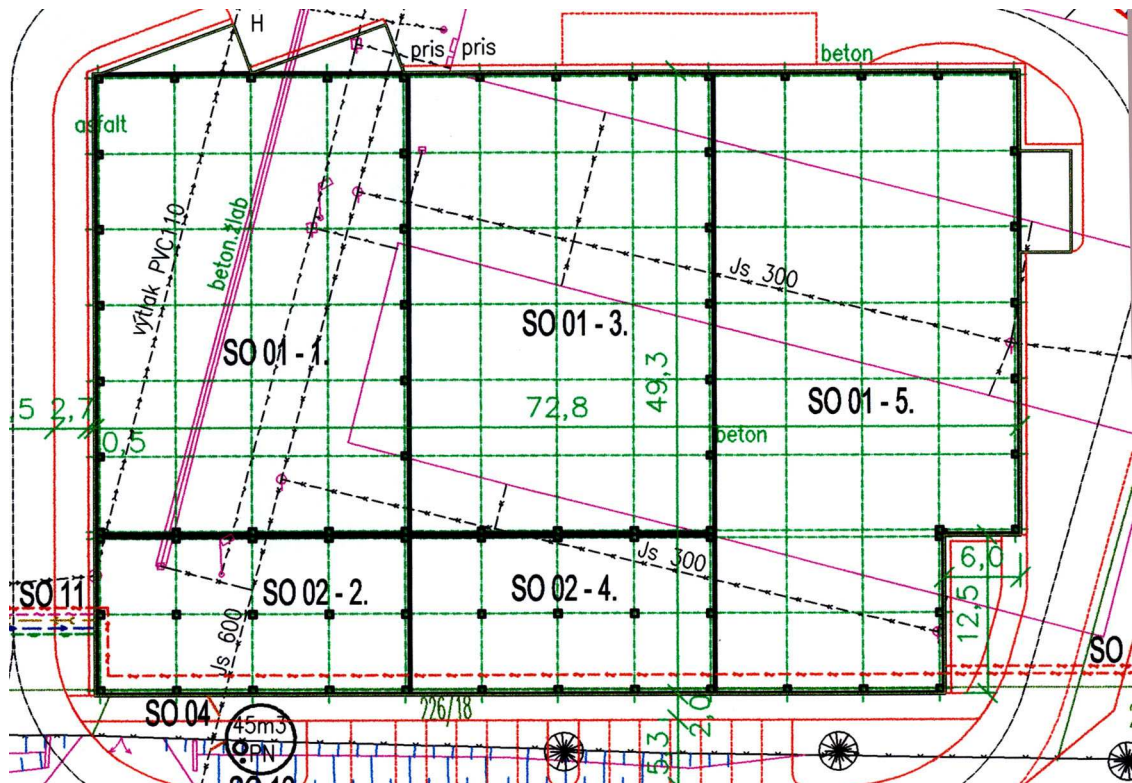 H
pris
pris
beton
asfalt
výtlak PVC110
beton.žlab
Js 300
SO 01 - 1.
SO 01 - 3.
SO 01 - 5.
72,8
49,3
,5
2,7
0,5
beton
Js 300
6,0
12,5
SO 11
SO 02 - 2.
SO 02 - 4.
Js 600
SO
SO 04
226/18
2,0
5,3
45m3
PN